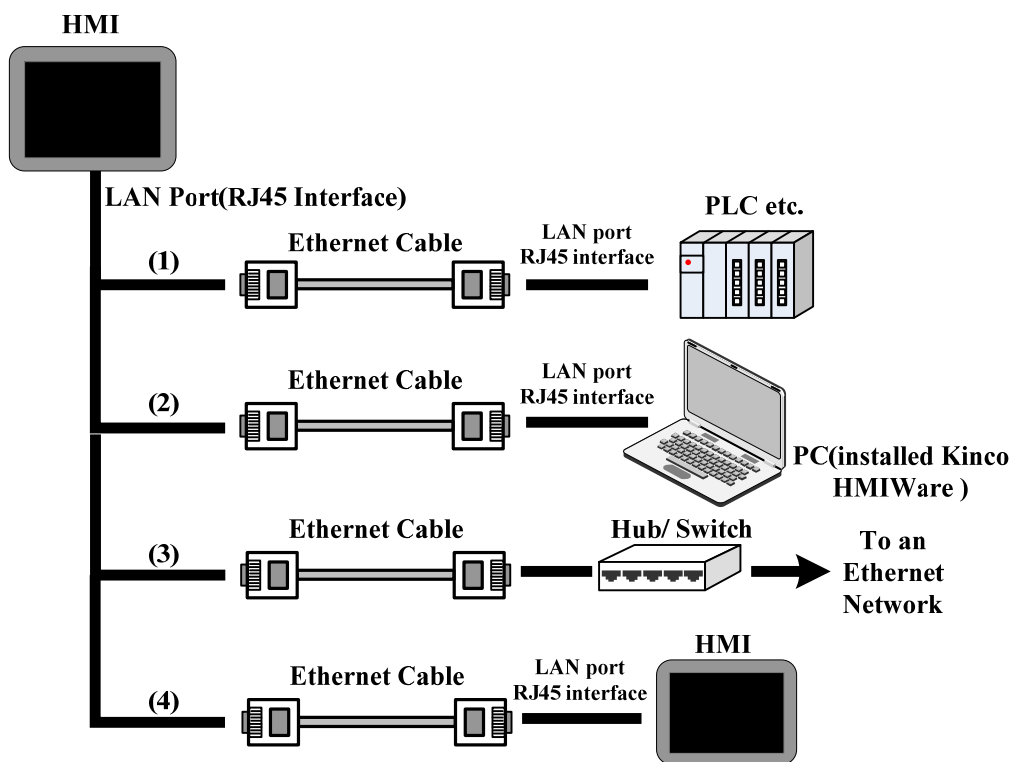 HMI
LAN Port(RJ45 Interface)
(1)
Ethernet Cable
LAN port
RJ45 interface
PLC etc.
(2)
Ethernet Cable
LAN port
RJ45 interface
PC(installed Kinco
HMIWare )
(3)
Ethernet Cable
Hub/ Switch
To an
Ethernet
Network
(4)
Ethernet Cable
LAN port
RJ45 interface
HMI